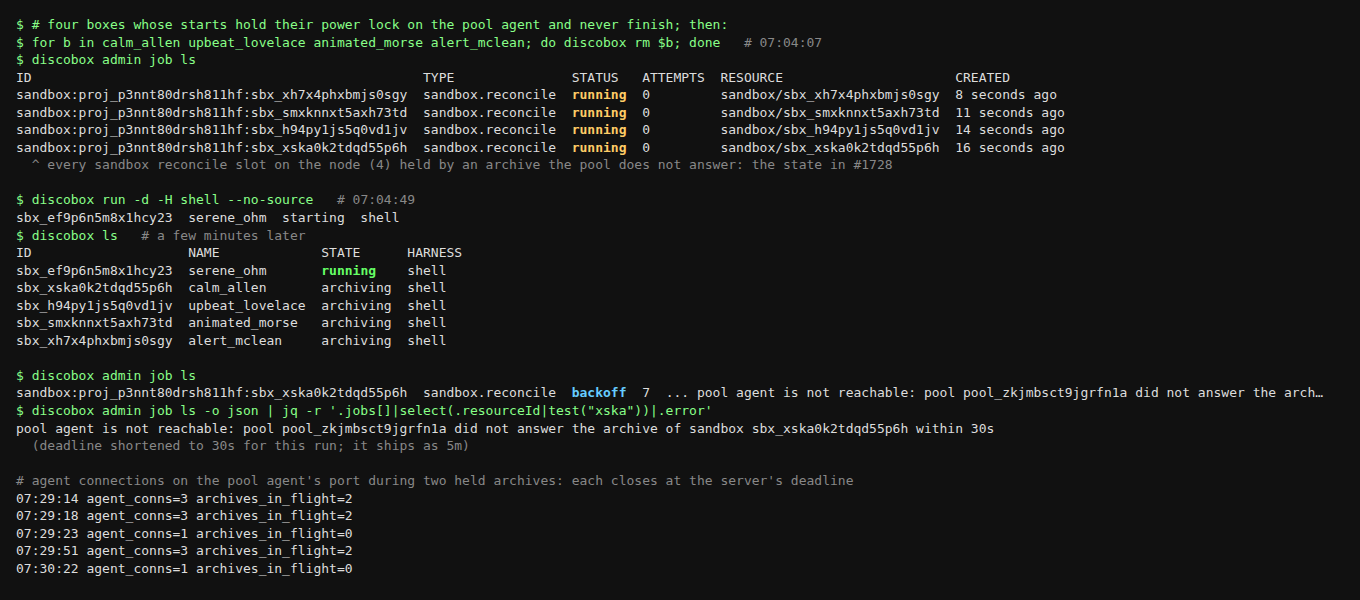 $ # four boxes whose starts hold their power lock on the pool agent and never finish; then:
$ for b in calm_allen upbeat_lovelace animated_morse alert_mclean; do discobox rm $b; done   # 07:04:07
$ discobox admin job ls
ID                                                  TYPE               STATUS   ATTEMPTS  RESOURCE                      CREATED
sandbox:proj_p3nnt80drsh811hf:sbx_xh7x4phxbmjs0sgy  sandbox.reconcile  running  0         sandbox/sbx_xh7x4phxbmjs0sgy  8 seconds ago
sandbox:proj_p3nnt80drsh811hf:sbx_smxknnxt5axh73td  sandbox.reconcile  running  0         sandbox/sbx_smxknnxt5axh73td  11 seconds ago
sandbox:proj_p3nnt80drsh811hf:sbx_h94py1js5q0vd1jv  sandbox.reconcile  running  0         sandbox/sbx_h94py1js5q0vd1jv  14 seconds ago
sandbox:proj_p3nnt80drsh811hf:sbx_xska0k2tdqd55p6h  sandbox.reconcile  running  0         sandbox/sbx_xska0k2tdqd55p6h  16 seconds ago
  ^ every sandbox reconcile slot on the node (4) held by an archive the pool does not answer: the state in #1728
$ discobox run -d -H shell --no-source   # 07:04:49
sbx_ef9p6n5m8x1hcy23  serene_ohm  starting  shell
$ discobox ls   # a few minutes later
ID                    NAME             STATE      HARNESS
sbx_ef9p6n5m8x1hcy23  serene_ohm       running    shell
sbx_xska0k2tdqd55p6h  calm_allen       archiving  shell
sbx_h94py1js5q0vd1jv  upbeat_lovelace  archiving  shell
sbx_smxknnxt5axh73td  animated_morse   archiving  shell
sbx_xh7x4phxbmjs0sgy  alert_mclean     archiving  shell
$ discobox admin job ls
sandbox:proj_p3nnt80drsh811hf:sbx_xska0k2tdqd55p6h  sandbox.reconcile  backoff  7  ... pool agent is not reachable: pool pool_zkjmbsct9jgrfn1a did not answer the arch…
$ discobox admin job ls -o json | jq -r '.jobs[]|select(.resourceId|test("xska"))|.error'
pool agent is not reachable: pool pool_zkjmbsct9jgrfn1a did not answer the archive of sandbox sbx_xska0k2tdqd55p6h within 30s
  (deadline shortened to 30s for this run; it ships as 5m)
# agent connections on the pool agent's port during two held archives: each closes at the server's deadline
07:29:14 agent_conns=3 archives_in_flight=2
07:29:18 agent_conns=3 archives_in_flight=2
07:29:23 agent_conns=1 archives_in_flight=0
07:29:51 agent_conns=3 archives_in_flight=2
07:30:22 agent_conns=1 archives_in_flight=0